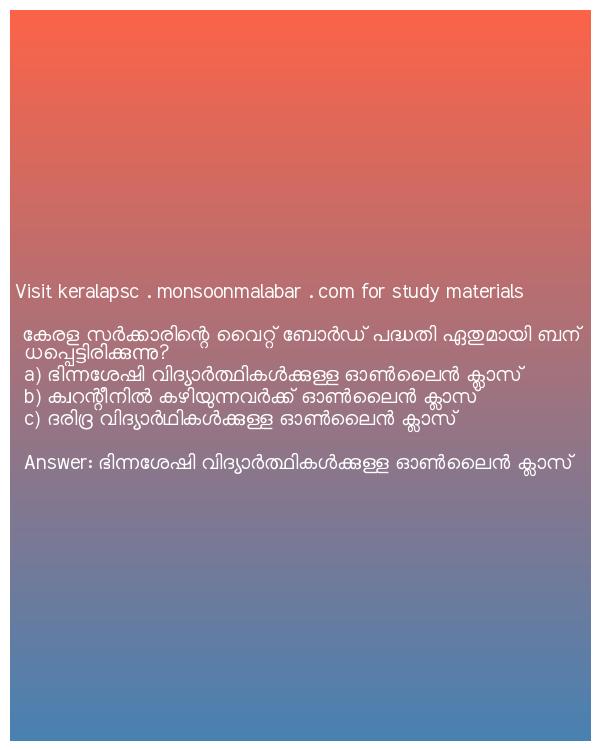 Visit keralapsc . monsoonmalabar . com for study materials
കേരള സർക്കാരിന്റെ വൈറ്റ് ബോർഡ് പദ്ധതി ഏതുമായി ബന്
ധപ്പെട്ടിരിക്കുന്നു?
a) ഭിന്നശേഷി വിദ്യാർത്ഥികൾക്കുള്ള ഓൺലൈൻ ക്ലാസ്
b) ക്വറന്റീനിൽ കഴിയുന്നവർക്ക് ഓൺലൈൻ ക്ലാസ്
c) ദരിദ്ര വിദ്യാർഥികൾക്കുള്ള ഓൺലൈൻ ക്ലാസ്
Answer: ഭിന്നശേഷി വിദ്യാർത്ഥികൾക്കുള്ള ഓൺലൈൻ ക്ലാസ്